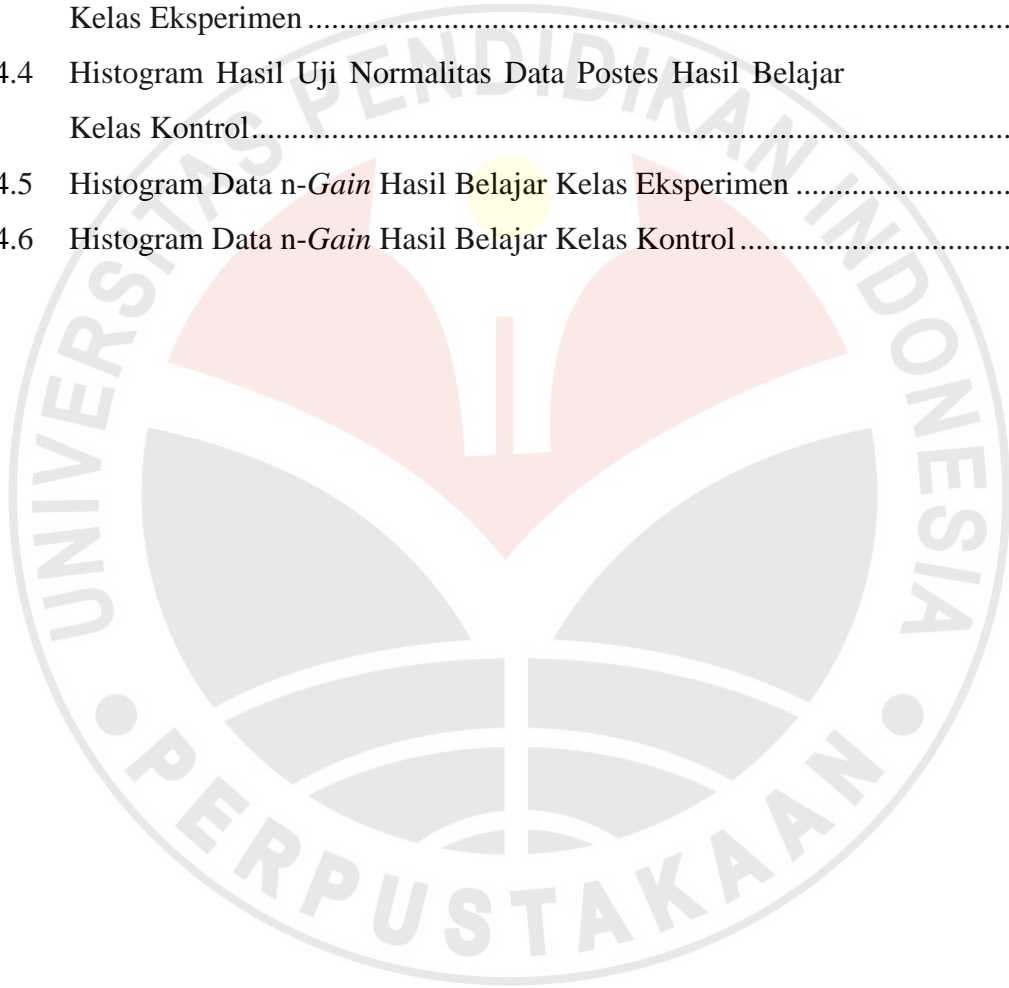 Kelas Eksperimen ...............................................................................................
4.4 Histogram Hasil Uji Normalitas Data Postes Hasil Belajar
Kelas Kontrol.......................................................................................................
4.5 Histogram Data n-Gain Hasil Belajar Kelas Eksperimen ............................
4.6 Histogram Data n-Gain Hasil Belajar Kelas Kontrol ....................................
UNIVERSITAS PENDIDIKAN INDONESIA
PERPUSTAKAAN